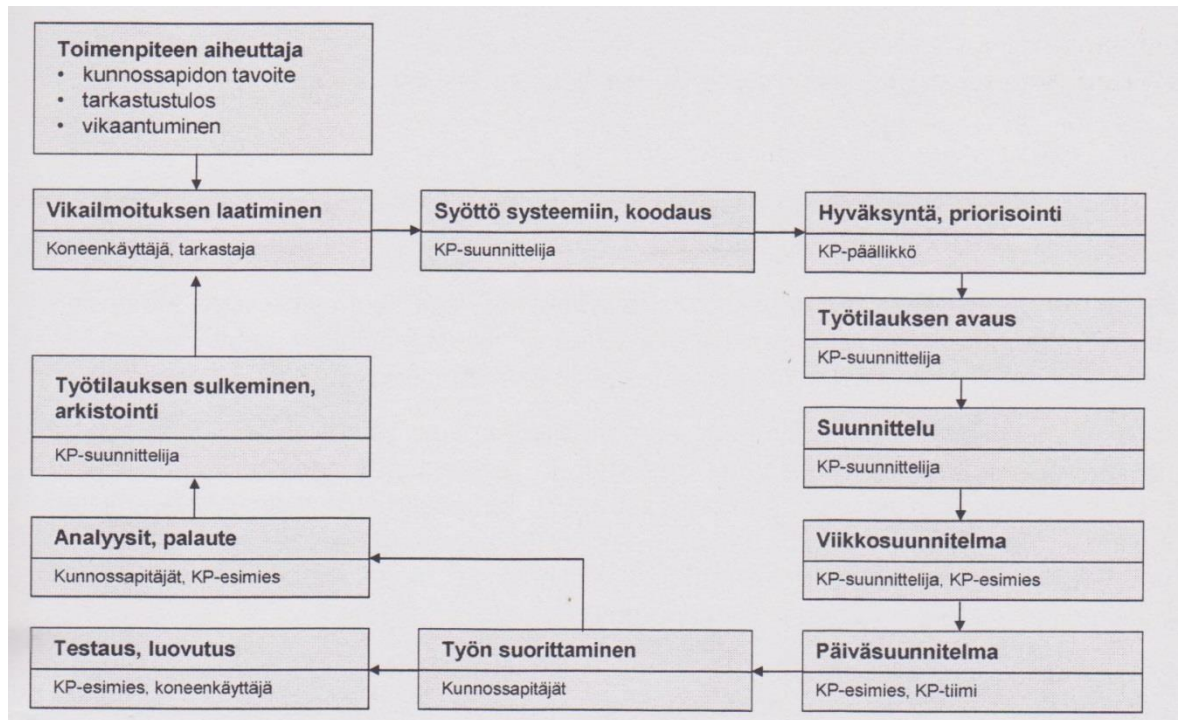 Toimenpiteen aiheuttaja
• kunnossapidon tavoite
• tarkastustulos
• vikaantuminen
Vikailmoituksen laatiminen
Koneenkäyttäjä, tarkastaja
Syöttö systeemiin, koodaus
KP-suunnittelija
Hyväksyntä, priorisointi
KP-päällikkö
Työtilauksen avaus
KP-suunnittelija
Suunnittelu
KP-suunnittelija
Viikkosuunnitelma
KP-suunnittelija, KP-esimies
Päiväsuunnitelma
KP-esimies, KP-tiimi
Työn suorittaminen
Kunnossapitäjät
Testaus, luovutus
KP-esimies, koneenkäyttäjä
Analyysit, palaute
Kunnossapitäjät, KP-esimies
Työtilauksen sulkeminen,
arkistointi
KP-suunnittelija